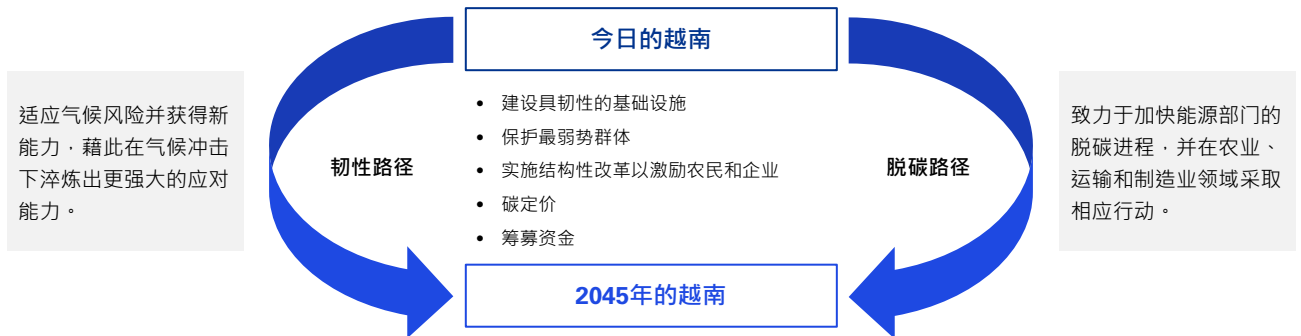 今日的越南
适应气候风险并获得新
能力，藉此在气候冲击
下淬炼出更强大的应对
能力。
韧性路径
• 建设具韧性的基础设施
• 保护最弱势群体
• 实施结构性改革以激励农民和企业
• 碳定价
• 筹募资金
脱碳路径
致力于加快能源部门的
脱碳进程，并在农业、
运输和制造业领域采取
相应行动。
2045年的越南